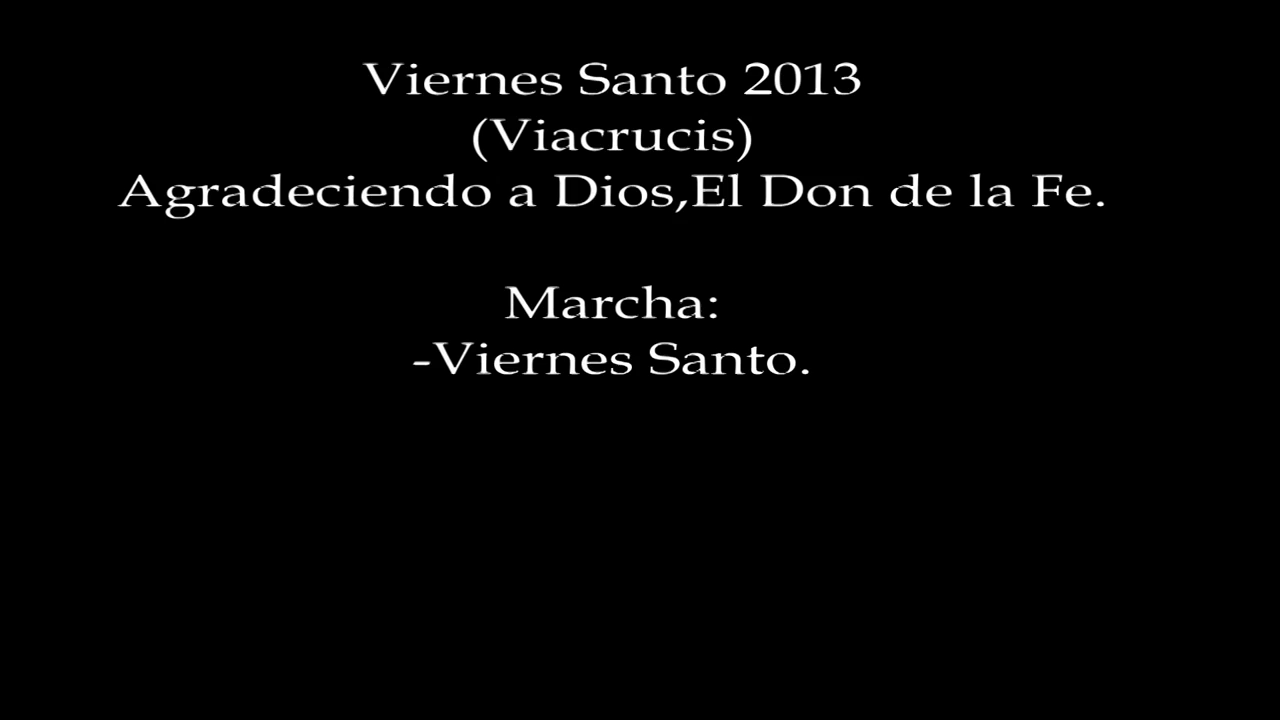 Viernes Santo 2013
(Viacrucis)
Agradeciendo a Dios,El Don de la Fe.
Marcha:
-Viernes Santo.